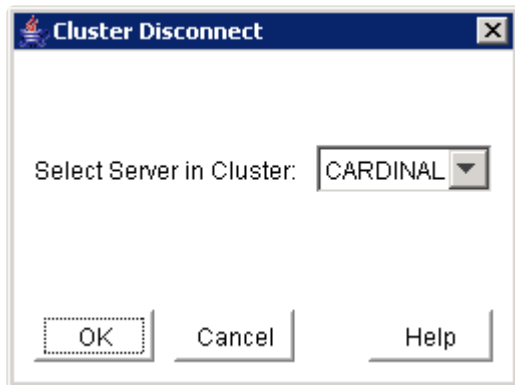 Cluster Disconnect
Select Server in Cluster: CARDINAL
OK Cancel Help